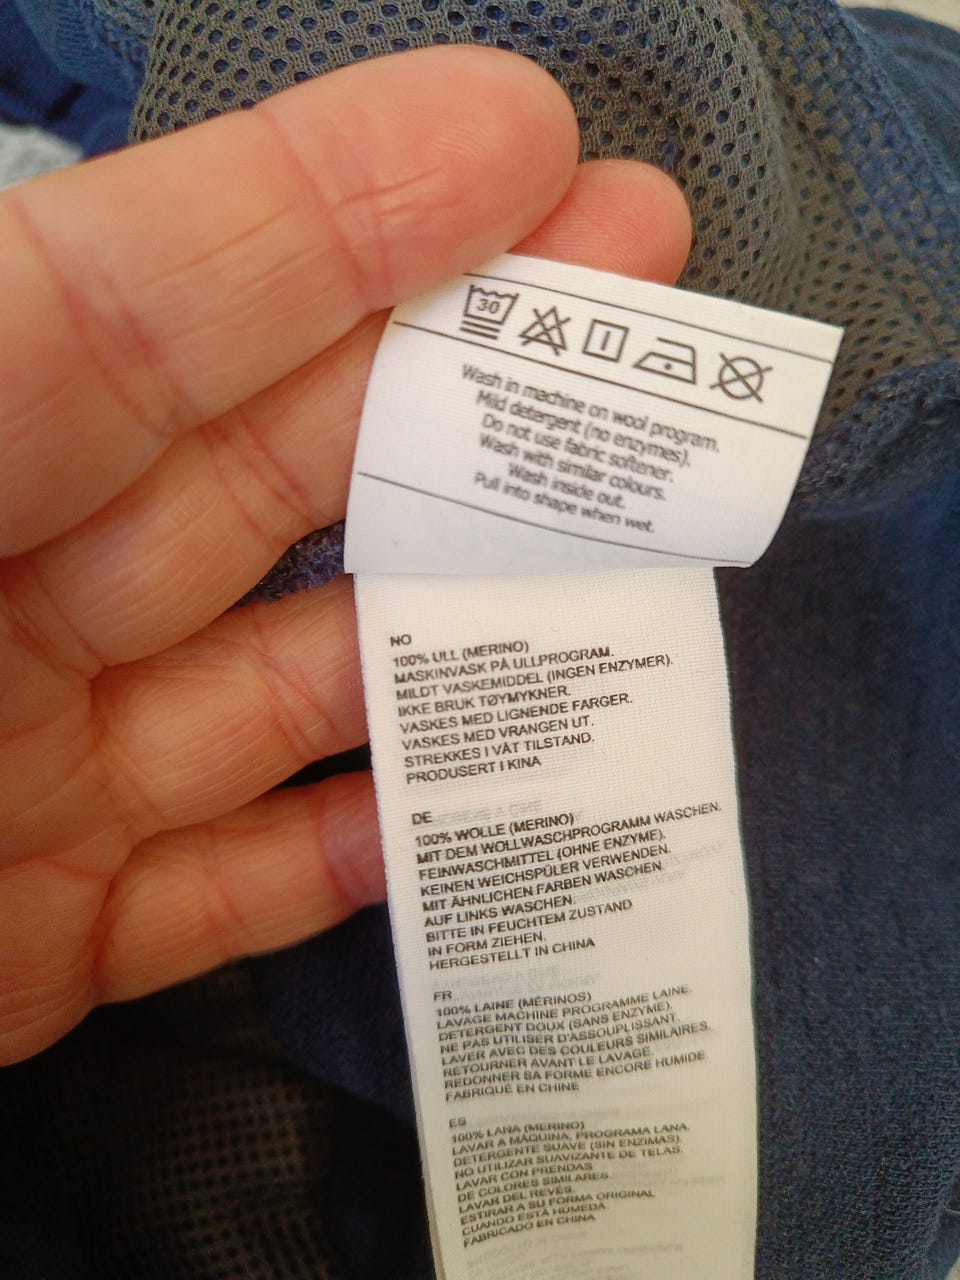 30
Wash in machine on wool program.
Mild detergent (no enzymes).
Do not use fabric softener.
Wash with similar colours.
Wash inside out.
Pull into shape when wet.
NO
100% ULL (MERINO)
MASKINVASK PÅ ULLPROGRAM.
MILDT VASKEMIDDEL (INGEN ENZYMER).
IKKE BRUK TØYMYKNER.
VASKES MED LIGNENDE FARGER.
VASKES MED VRANGEN UT.
STREKKES I VÅT TILSTAND.
PRODUSERT I KINA
DE
100% WOLLE (MERINO)
MIT DEM WOLLWASCHPROGRAMM WASCHEN.
FEINWASCHMITTEL (OHNE ENZYME).
KEINEN WEICHSPÜLER VERWENDEN.
MIT ÄHNLICHEN FARBEN WASCHEN.
AUF LINKS WASCHEN.
BITTE IN FEUCHTEM ZUSTAND
IN FORM ZIEHEN.
HERGESTELLT IN CHINA
FR
100% LAINE (MÉRINOS)
LAVAGE MACHINE PROGRAMME LAINE.
DÉTERGENT DOUX (SANS ENZYME).
NE PAS UTILISER D'ASSOUPLISSANT.
LAVER AVEC DES COULEURS SIMILAIRES.
RETOURNER AVANT LE LAVAGE.
REDONNER SA FORME ENCORE HUMIDE.
FABRIQUÉ EN CHINE
ES
100% LANA (MERINO)
LAVAR A MÁQUINA, PROGRAMA LANA.
DETERGENTE SUAVE (SIN ENZIMAS).
NO UTILIZAR SUAVIZANTE DE TELAS.
LAVAR CON PRENDAS
DE COLORES SIMILARES.
LAVAR DEL REVÉS.
ESTIRAR A SU FORMA ORIGINAL
CUANDO ESTÁ HÚMEDA.
FABRICADO EN CHINA